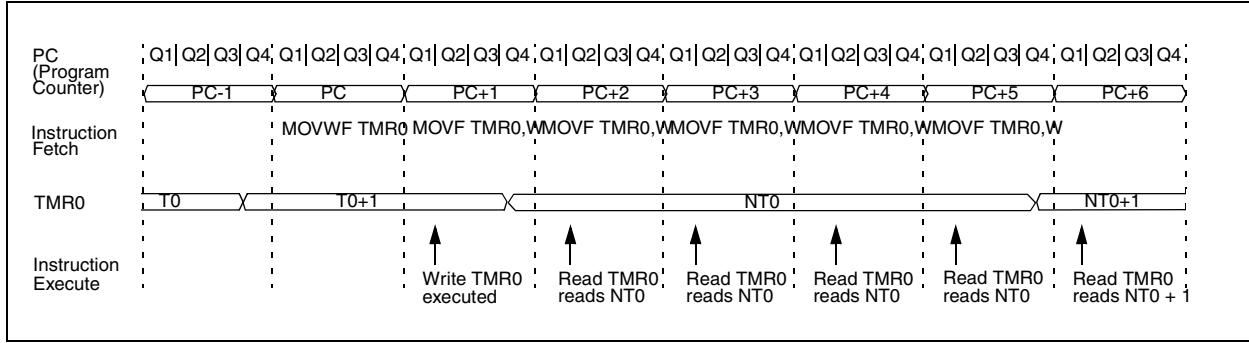 PC
(Program
Counter)
Q1| Q2| Q3| Q4 Q1| Q2| Q3| Q4 Q1| Q2| Q3| Q4 Q1| Q2| Q3| Q4 Q1| Q2| Q3| Q4 Q1| Q2| Q3| Q4 Q1| Q2| Q3| Q4 Q1| Q2| Q3| Q4
PC-1 PC PC+1 PC+2 PC+3 PC+4 PC+5 PC+6
Instruction
Fetch
MOVWF TMR0 MOVF TMR0,W MOVF TMR0,W MOVF TMR0,W MOVF TMR0,W MOVF TMR0,W
TMR0
T0 T0+1 NT0 NT0+1
Instruction
Execute
Write TMR0
executed
Read TMR0
reads NT0
Read TMR0
reads NT0
Read TMR0
reads NT0
Read TMR0
reads NT0
Read TMR0
reads NT0 + 1